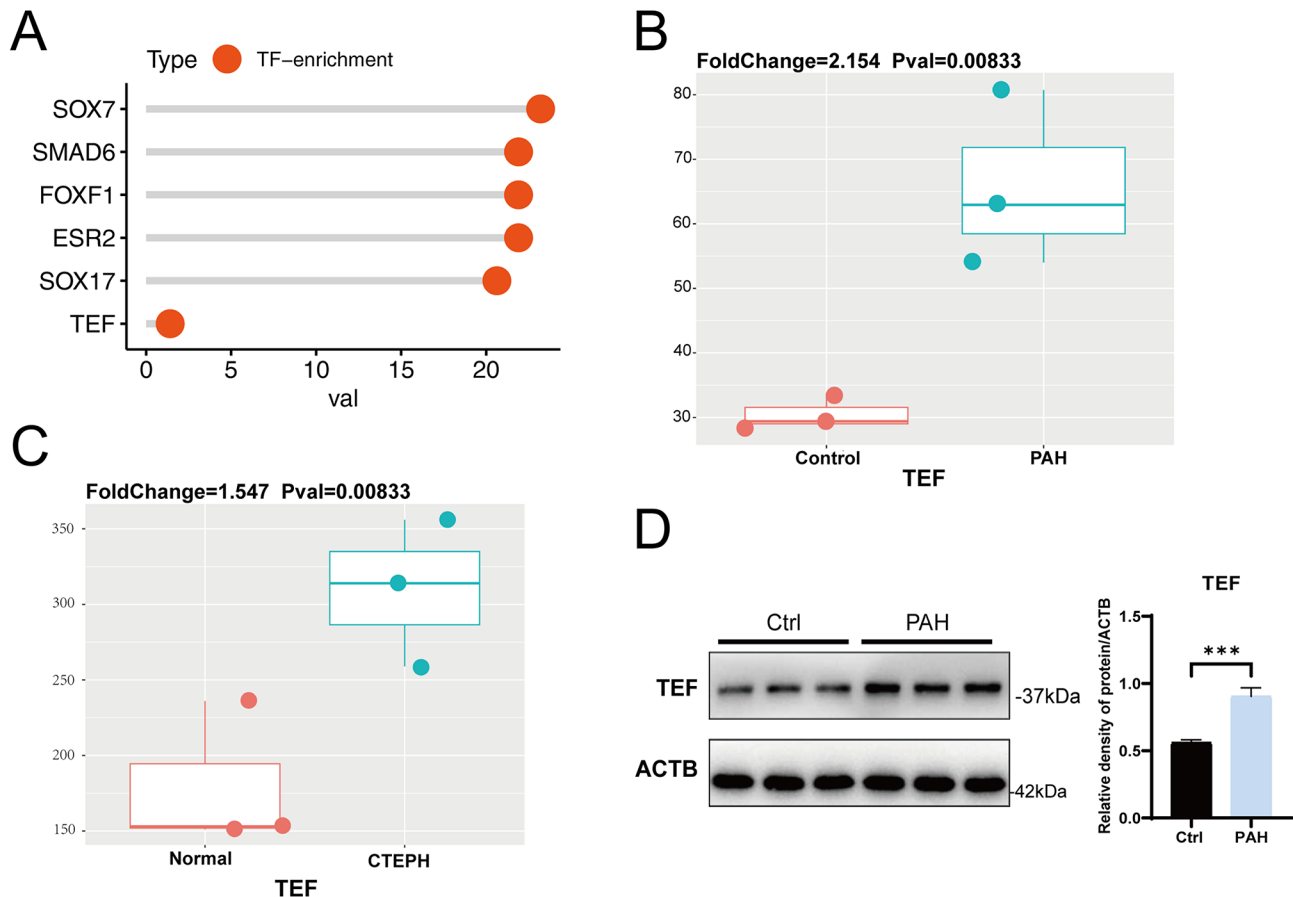 A
Type TF−enrichment
SOX7
SMAD6
FOXF1
ESR2
SOX17
TEF
0 5 10 15 20
val
B
FoldChange=2.154 Pval=0.00833
80
70
60
50
40
30
Control PAH
TEF
C
FoldChange=1.547 Pval=0.00833
350
300
250
200
150
Normal CTEPH
TEF
D
Ctrl PAH
TEF -37kDa
ACTB -42kDa
TEF
Relative density of protein/ACTB
1.5
1.0
0.5
0.0
***
Ctrl PAH